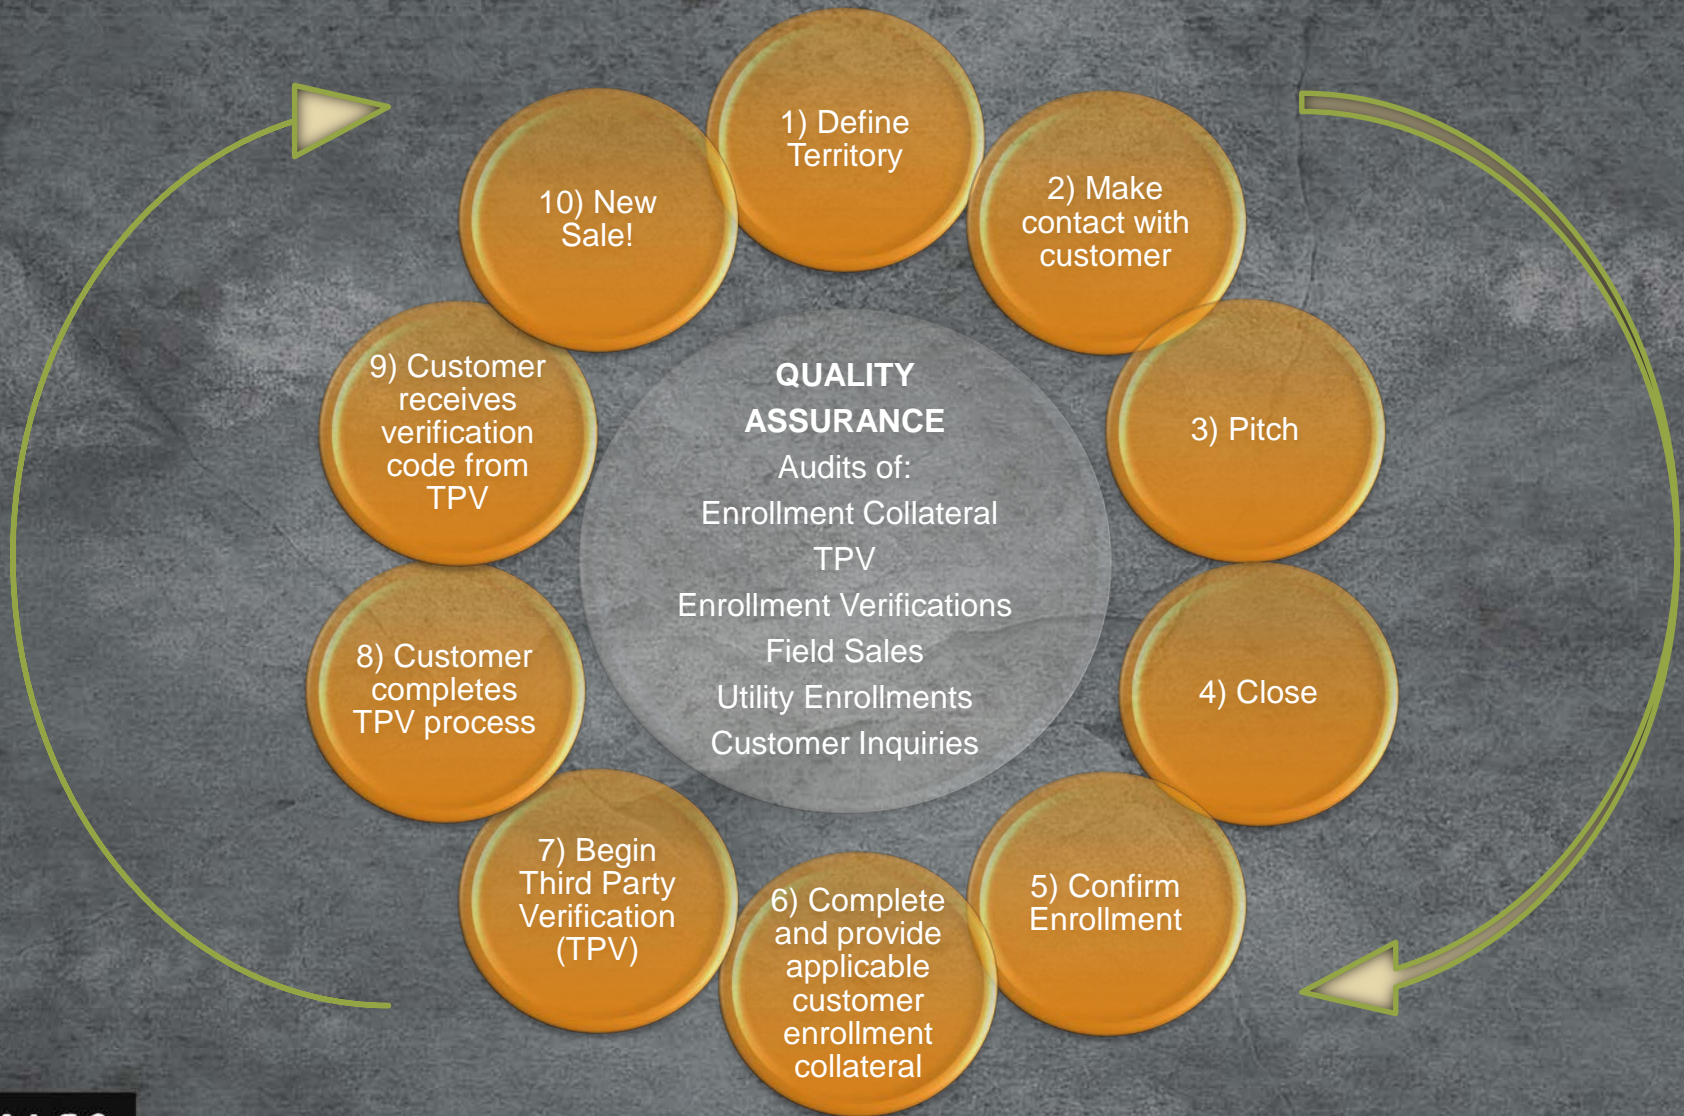 1) Define
Territory
2) Make
contact with
customer
3) Pitch
4) Close
5) Confirm
Enrollment
6) Complete
and provide
applicable
customer
enrollment
collateral
7) Begin
Third Party
Verification
(TPV)
8) Customer
completes
TPV process
9) Customer
receives
verification
code from
TPV
10) New
Sale!
QUALITY
ASSURANCE
Audits of:
Enrollment Collateral
TPV
Enrollment Verifications
Field Sales
Utility Enrollments
Customer Inquiries